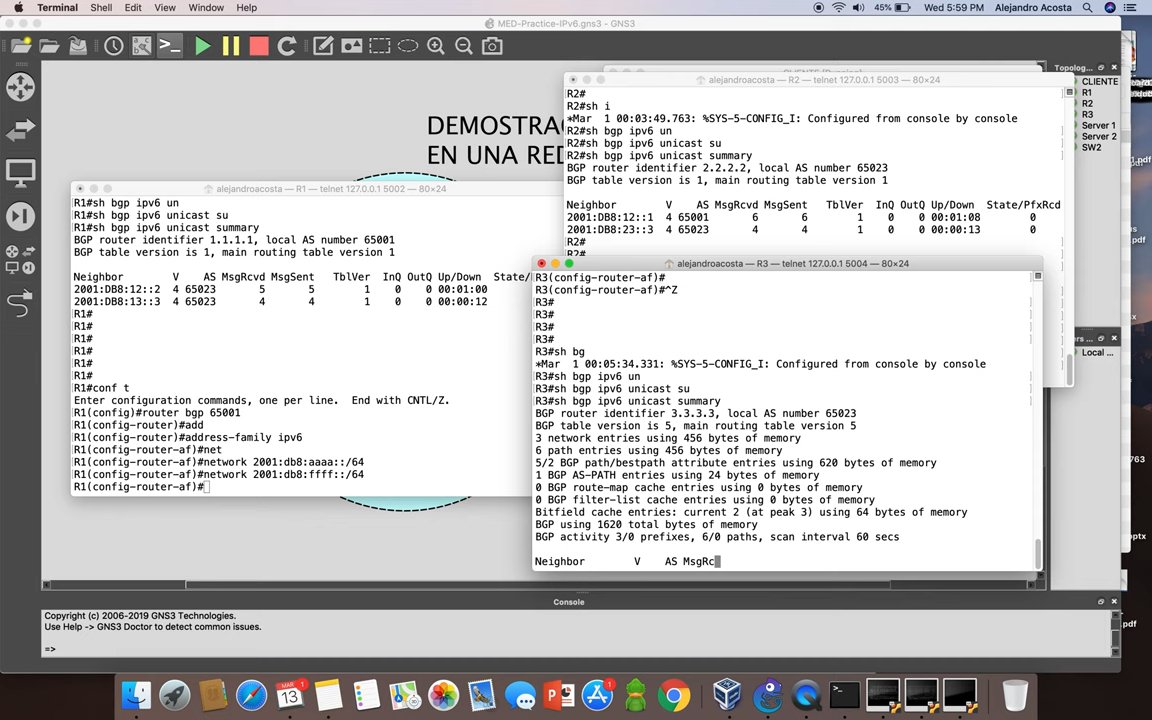 Terminal Shell Edit View Window Help 45% Wed 5:59 PM Alejandro Acosta
MED-Practice-IPv6.gns3 — GNS3
DEMOSTRAC
EN UNA RED
alejandroacosta — R2 — telnet 127.0.0.1 5003 — 80×24
R2#
R2#sh i
*Mar  1 00:03:49.763: %SYS-5-CONFIG_I: Configured from console by console
R2#sh bgp ipv6 un
R2#sh bgp ipv6 unicast su
R2#sh bgp ipv6 unicast summary
BGP router identifier 2.2.2.2, local AS number 65023
BGP table version is 1, main routing table version 1
Neighbor V AS MsgRcvd MsgSent TblVer InQ OutQ Up/Down State/PfxRcd
2001:DB8:12::1 4 65001 6 6 1 0 0 00:01:08 0
2001:DB8:23::3 4 65023 4 4 1 0 0 00:00:13 0
R2#
R2#
alejandroacosta — R1 — telnet 127.0.0.1 5002 — 80×24
R1#sh bgp ipv6 un
R1#sh bgp ipv6 unicast su
R1#sh bgp ipv6 unicast summary
BGP router identifier 1.1.1.1, local AS number 65001
BGP table version is 1, main routing table version 1
Neighbor V AS MsgRcvd MsgSent TblVer InQ OutQ Up/Down State/
2001:DB8:12::2 4 65023 5 5 1 0 0 00:01:00
2001:DB8:13::3 4 65023 4 4 1 0 0 00:00:12
R1#
R1#
R1#
R1#
R1#
R1#
R1#conf t
Enter configuration commands, one per line.  End with CNTL/Z.
R1(config)#router bgp 65001
R1(config-router)#add
R1(config-router)#address-family ipv6
R1(config-router-af)#net
R1(config-router-af)#network 2001:db8:aaaa::/64
R1(config-router-af)#network 2001:db8:ffff::/64
R1(config-router-af)#
alejandroacosta — R3 — telnet 127.0.0.1 5004 — 80×24
R3(config-router-af)#
R3(config-router-af)#^Z
R3#
R3#
R3#
R3#
R3#sh bg
*Mar  1 00:05:34.331: %SYS-5-CONFIG_I: Configured from console by console
R3#sh bgp ipv6 un
R3#sh bgp ipv6 unicast su
R3#sh bgp ipv6 unicast summary
BGP router identifier 3.3.3.3, local AS number 65023
BGP table version is 5, main routing table version 5
3 network entries using 456 bytes of memory
6 path entries using 456 bytes of memory
5/2 BGP path/bestpath attribute entries using 620 bytes of memory
1 BGP AS-PATH entries using 24 bytes of memory
0 BGP route-map cache entries using 0 bytes of memory
0 BGP filter-list cache entries using 0 bytes of memory
Bitfield cache entries: current 2 (at peak 3) using 64 bytes of memory
BGP using 1620 total bytes of memory
BGP activity 3/0 prefixes, 6/0 paths, scan interval 60 secs
Neighbor V AS MsgRc
Topolog...
CLIENTE
R1
R2
R3
Server 1
Server 2
SW2
Local ...
Console
Copyright (c) 2006-2019 GNS3 Technologies.
Use Help -> GNS3 Doctor to detect common issues.
=>